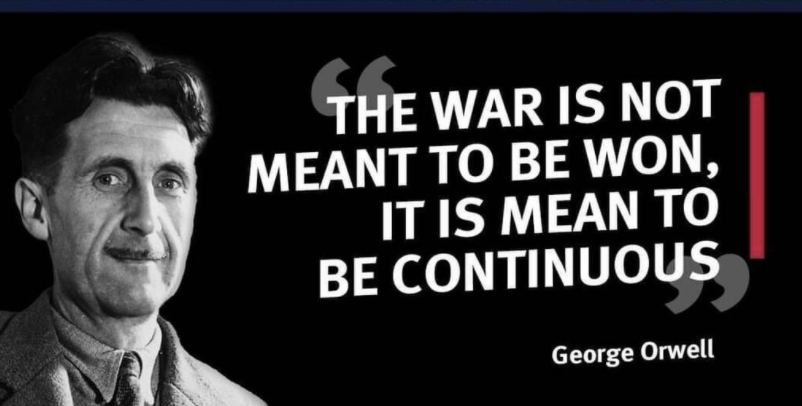 “THE WAR IS NOT
MEANT TO BE WON,
IT IS MEAN TO
BE CONTINUOUS”
George Orwell